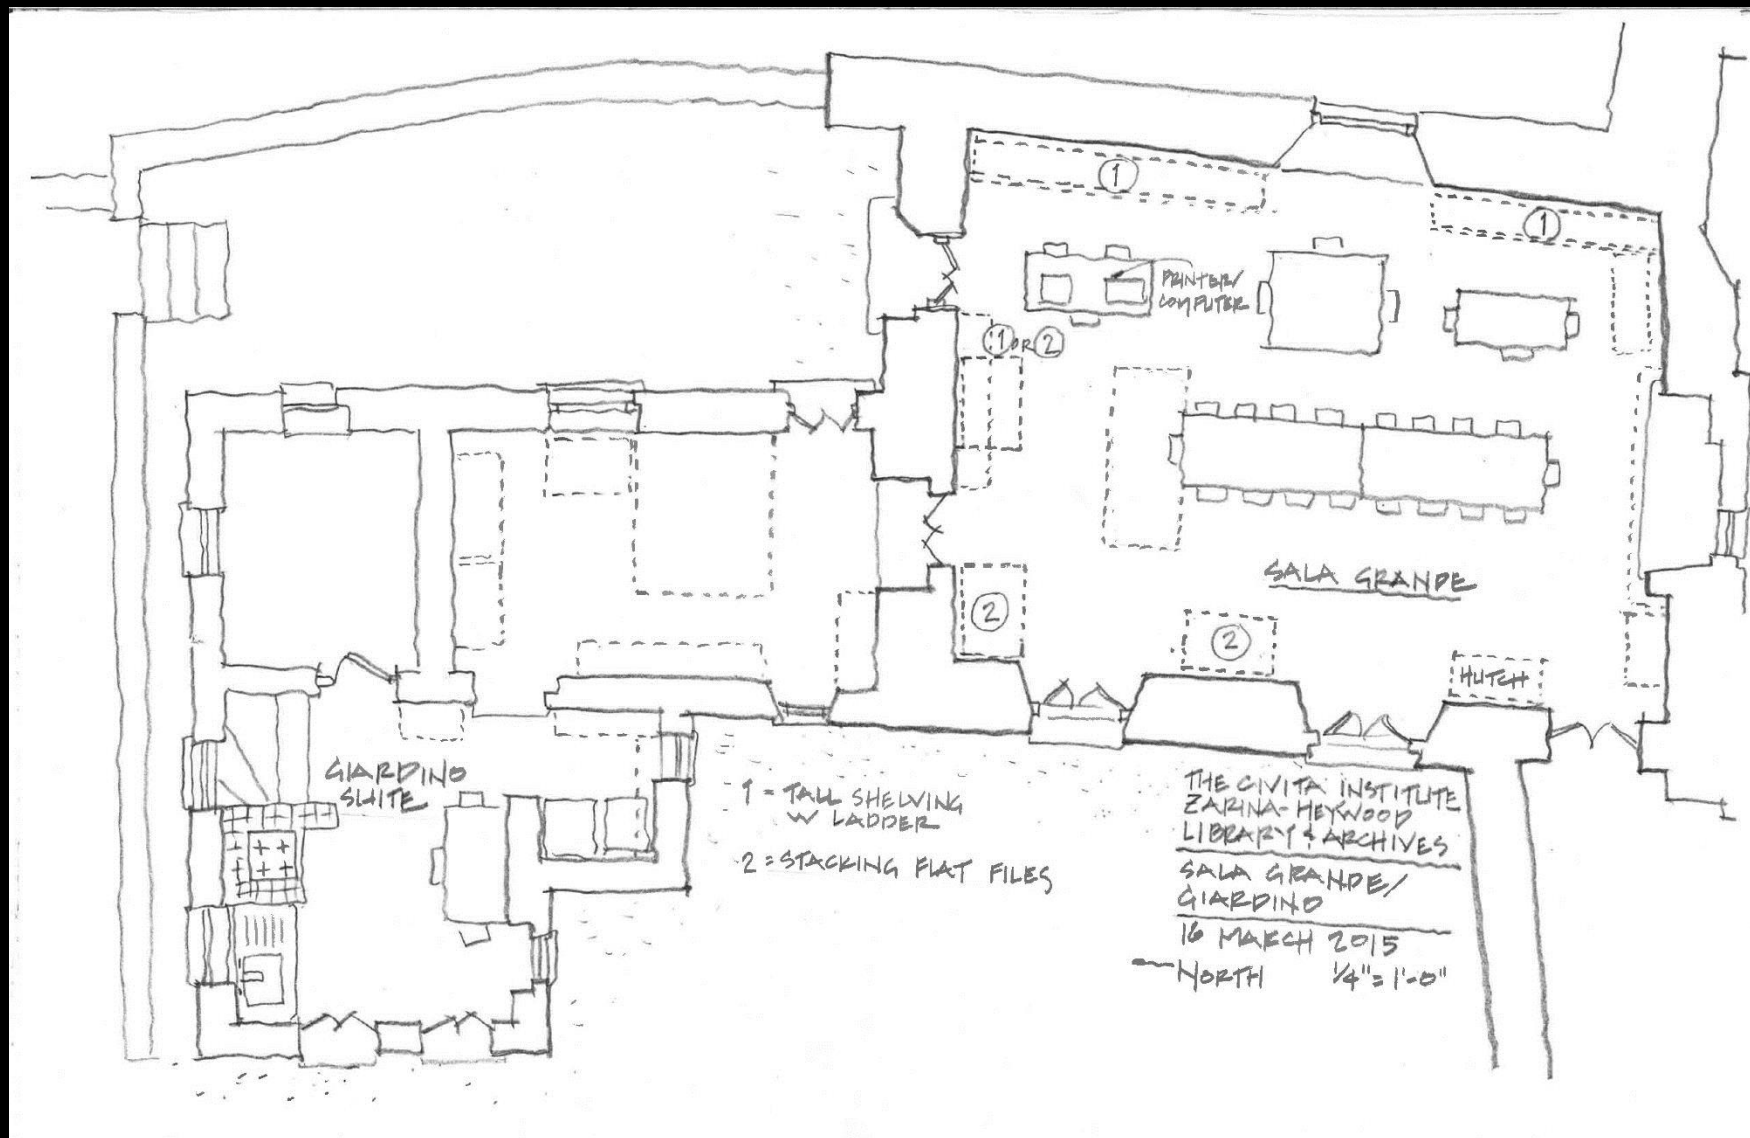 1
1
PRINTER/
COMPUTER
1 OR 2
SALA GRANDE
2
2
HUTCH
GIARDINO
SUITE
1 = TALL SHELVING
W LADDER
2 = STACKING FLAT FILES
THE CIVITA INSTITUTE
ZARINA-HEYWOOD
LIBRARY & ARCHIVES
SALA GRANDE/
GIARDINO
16 MARCH 2015
NORTH 1/4" = 1'-0"